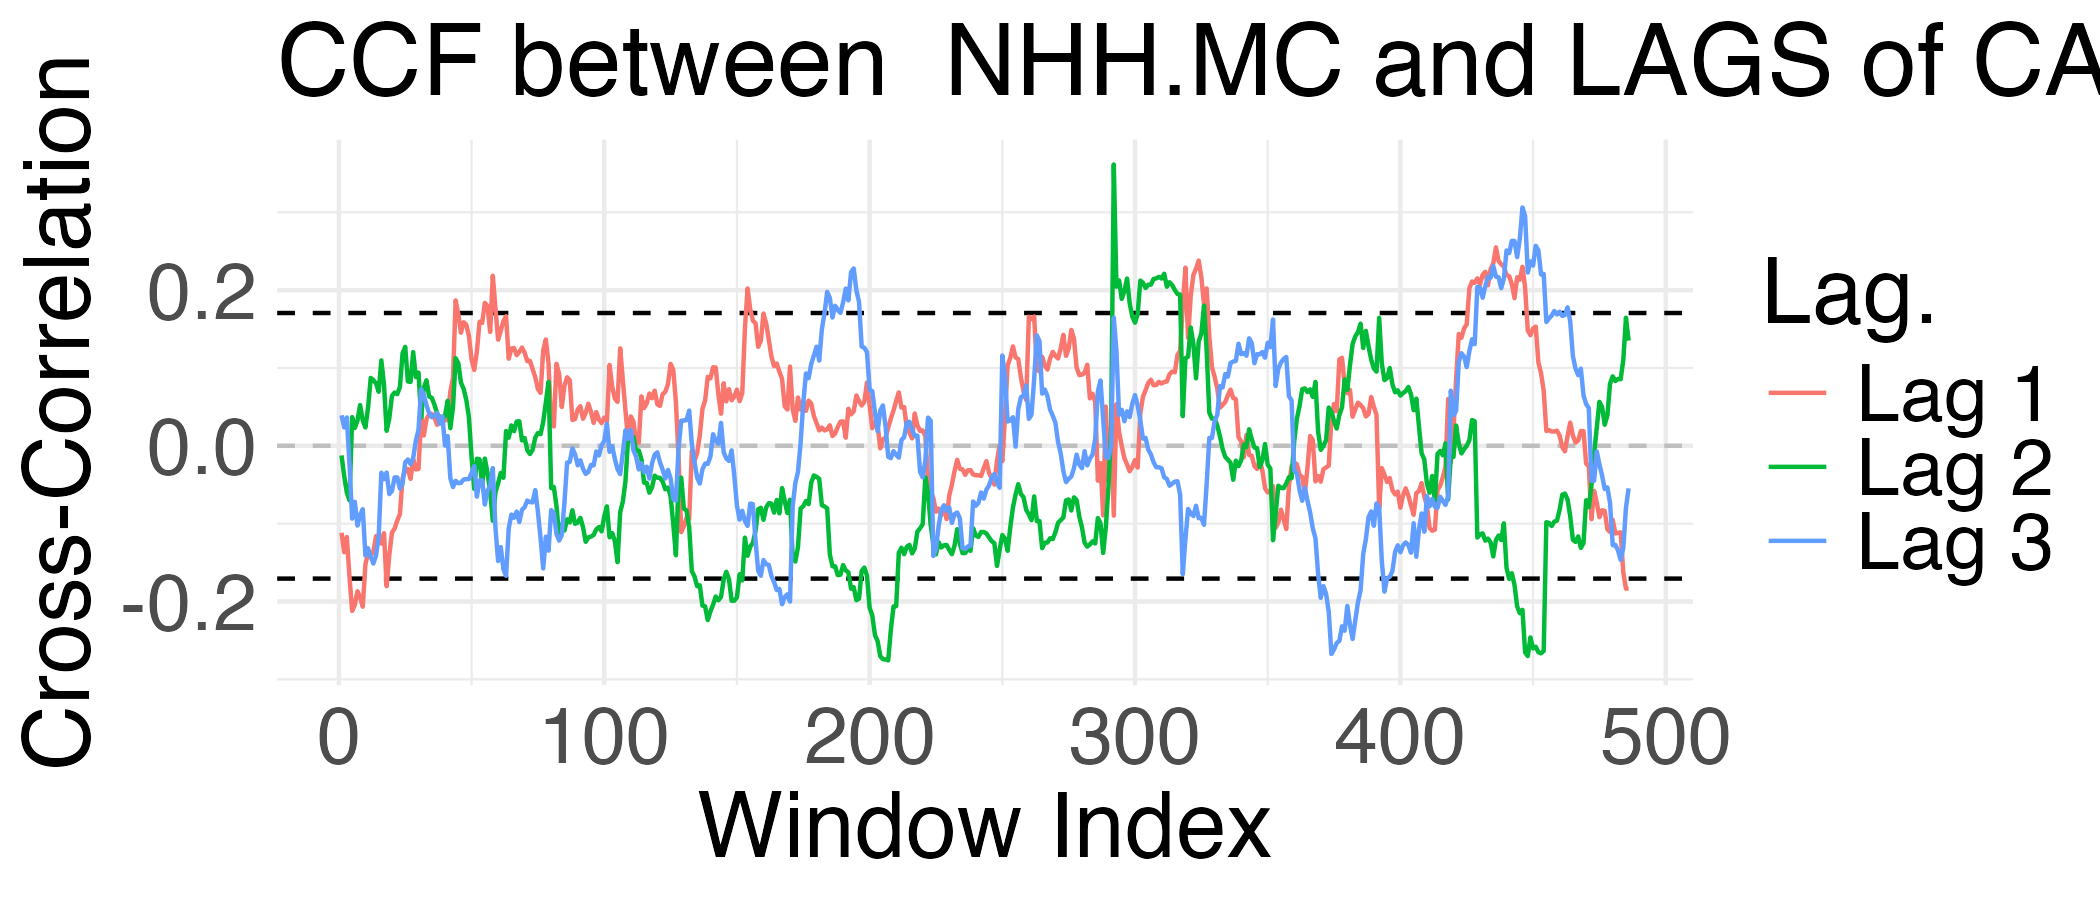 CCF between  NHH.MC and LAGS of CA
Cross-Correlation
0.2
0.0
-0.2
0 100 200 300 400 500
Window Index
Lag.
Lag 1
Lag 2
Lag 3